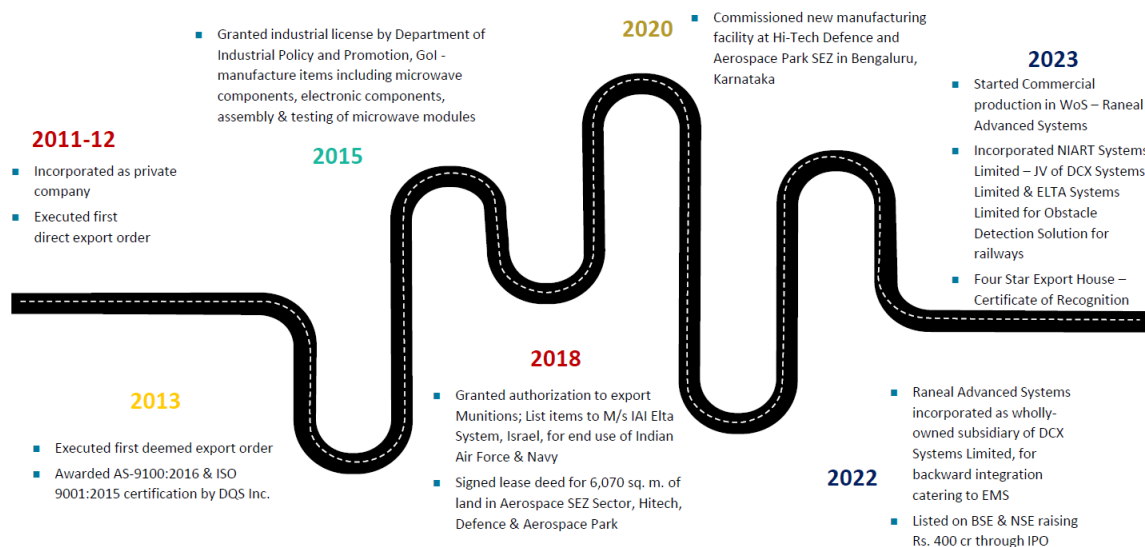 2011-12
Incorporated as private
company
Executed first
direct export order
2013
Executed first deemed export order
Awarded AS-9100:2016 & ISO
9001:2015 certification by DQS Inc.
Granted industrial license by Department of
Industrial Policy and Promotion, GoI -
manufacture items including microwave
components, electronic components,
assembly & testing of microwave modules
2015
2018
Granted authorization to export
Munitions; List items to M/s IAI Elta
System, Israel, for end use of Indian
Air Force & Navy
Signed lease deed for 6,070 sq. m. of
land in Aerospace SEZ Sector, Hitech,
Defence & Aerospace Park
2020
Commissioned new manufacturing
facility at Hi-Tech Defence and
Aerospace Park SEZ in Bengaluru,
Karnataka
2022
Raneal Advanced Systems
incorporated as wholly-
owned subsidiary of DCX
Systems Limited, for
backward integration
catering to EMS
Listed on BSE & NSE raising
Rs. 400 cr through IPO
2023
Started Commercial
production in WoS – Raneal
Advanced Systems
Incorporated NIART Systems
Limited – JV of DCX Systems
Limited & ELTA Systems
Limited for Obstacle
Detection Solution for
railways
Four Star Export House –
Certificate of Recognition